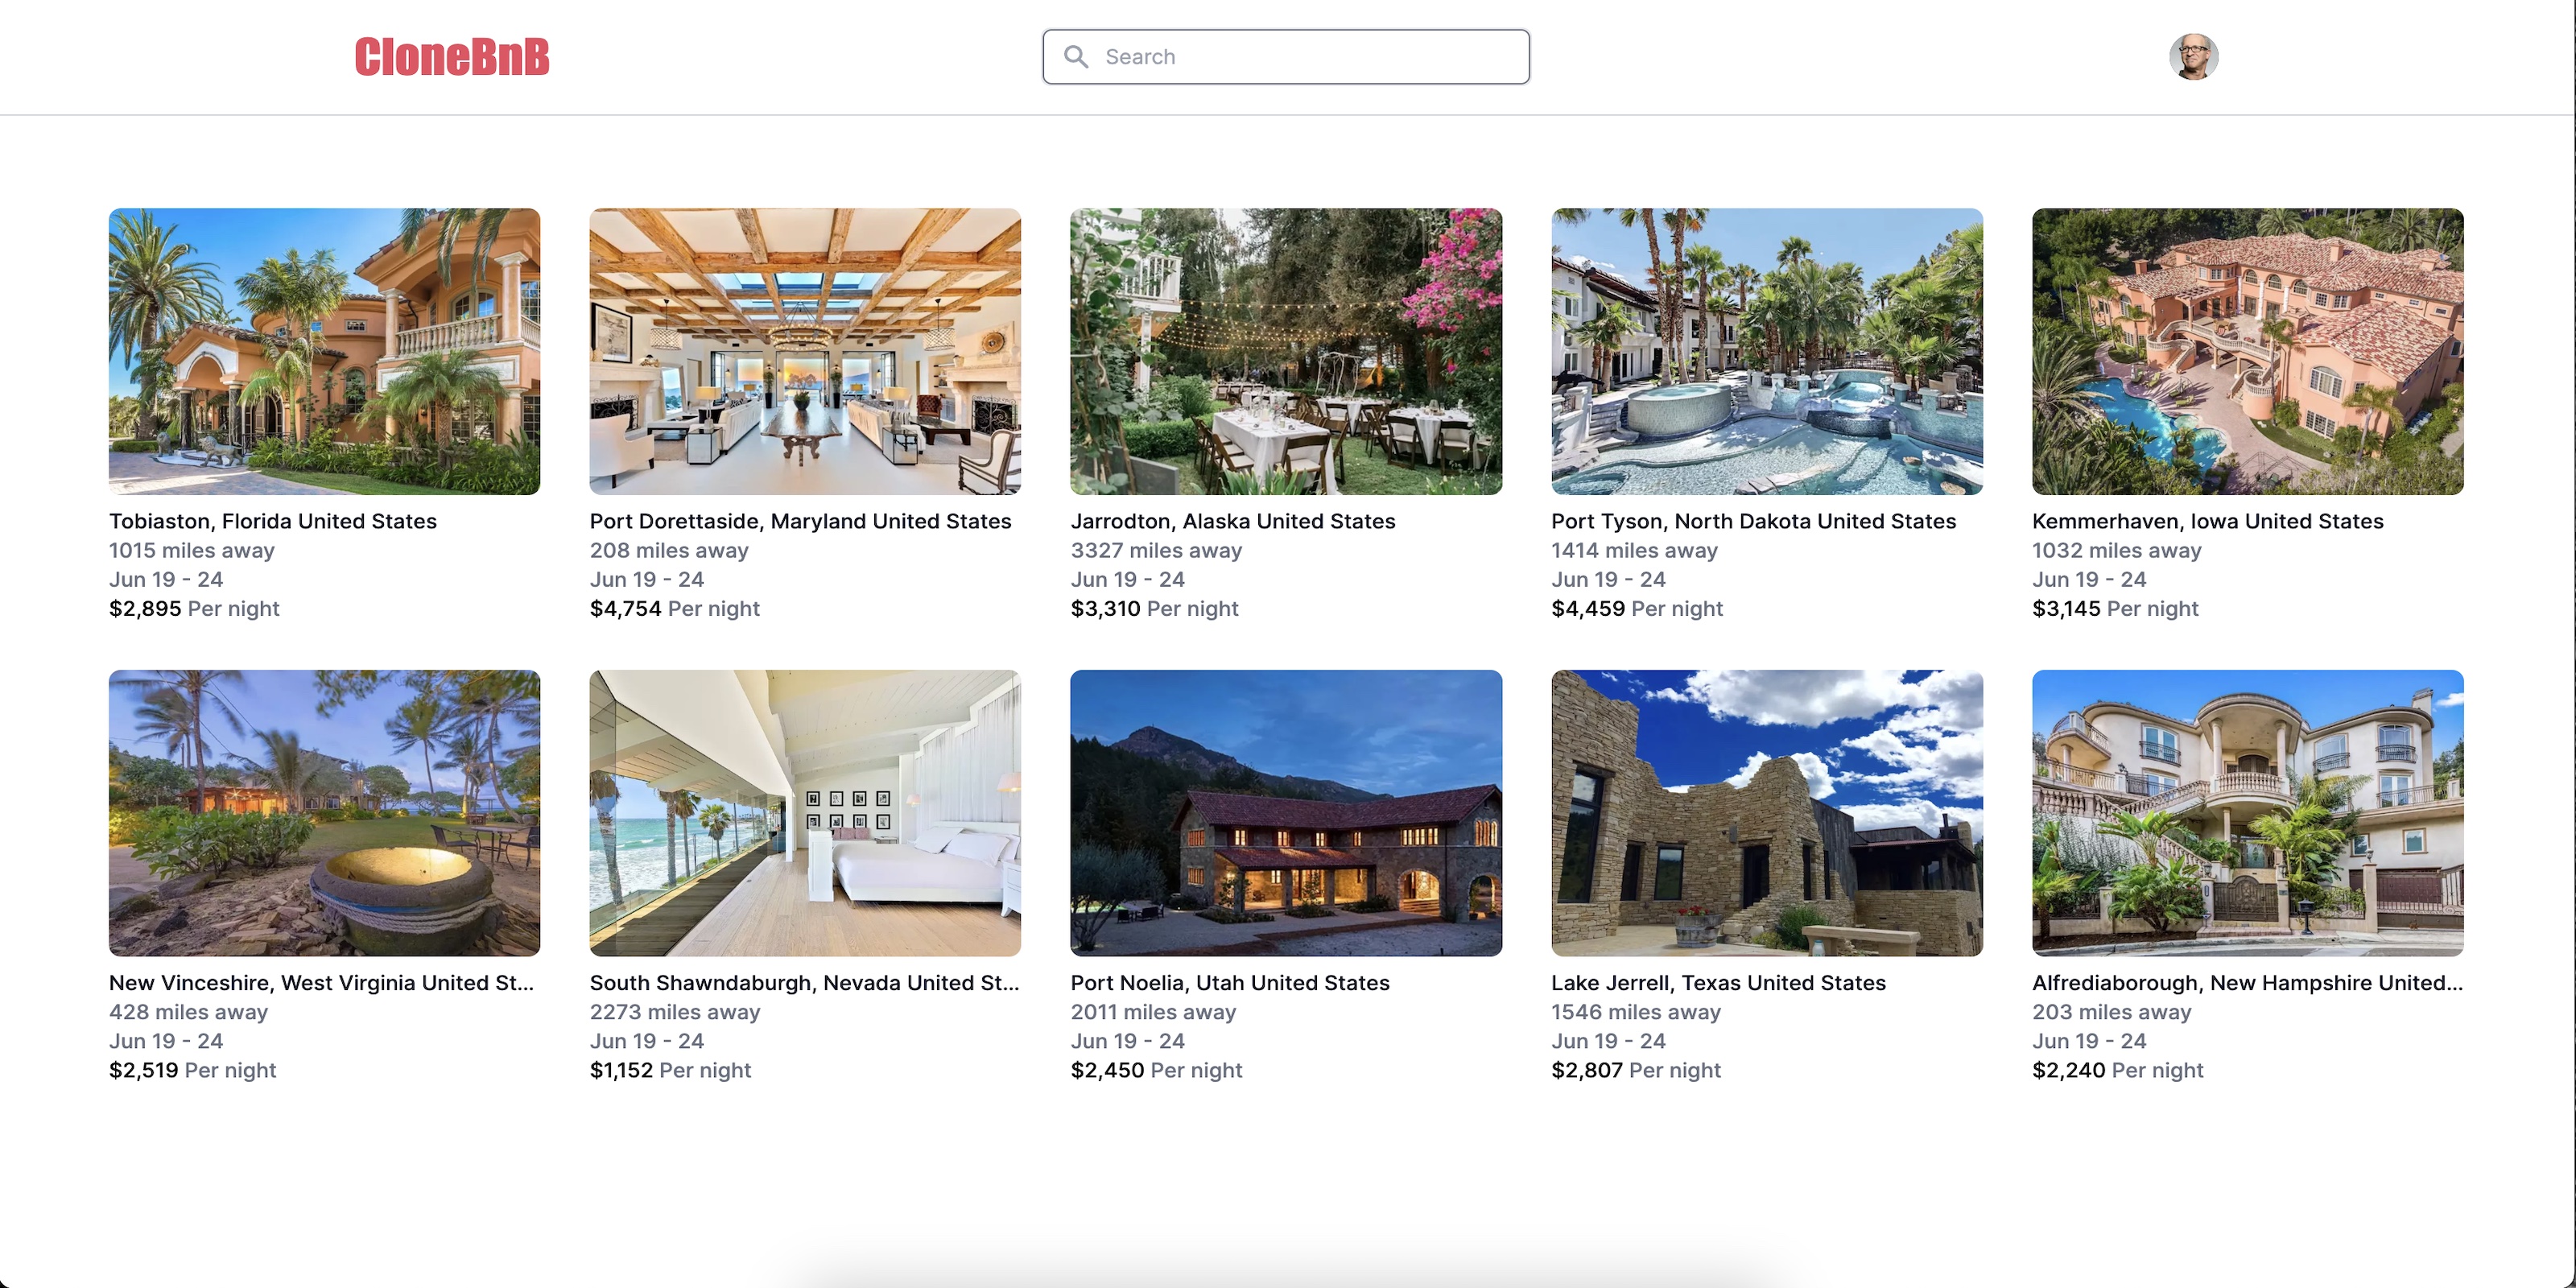 CloneBnB
Search
Tobiaston, Florida United States
1015 miles away
Jun 19 - 24
$2,895 Per night
Port Dorettaside, Maryland United States
208 miles away
Jun 19 - 24
$4,754 Per night
Jarrodton, Alaska United States
3327 miles away
Jun 19 - 24
$3,310 Per night
Port Tyson, North Dakota United States
1414 miles away
Jun 19 - 24
$4,459 Per night
Kemmerhaven, Iowa United States
1032 miles away
Jun 19 - 24
$3,145 Per night
New Vinceshire, West Virginia United St...
428 miles away
Jun 19 - 24
$2,519 Per night
South Shawndaburgh, Nevada United St...
2273 miles away
Jun 19 - 24
$1,152 Per night
Port Noelia, Utah United States
2011 miles away
Jun 19 - 24
$2,450 Per night
Lake Jerrell, Texas United States
1546 miles away
Jun 19 - 24
$2,807 Per night
Alfrediaborough, New Hampshire United...
203 miles away
Jun 19 - 24
$2,240 Per night